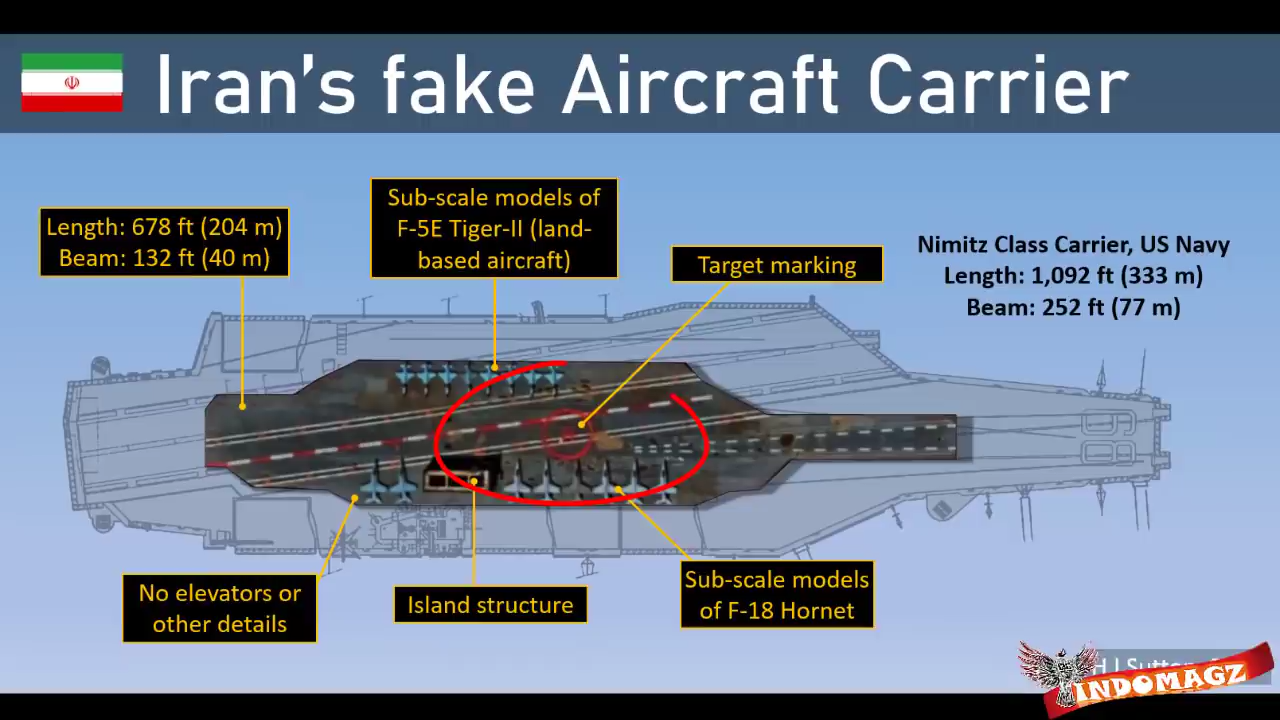 Iran's fake Aircraft Carrier
Length: 678 ft (204 m)
Beam: 132 ft (40 m)
Sub-scale models of
F-5E Tiger-II (land-
based aircraft)
Target marking
Nimitz Class Carrier, US Navy
Length: 1,092 ft (333 m)
Beam: 252 ft (77 m)
No elevators or
other details
Island structure
Sub-scale models
of F-18 Hornet
H I Sutton
INDOMAGZ